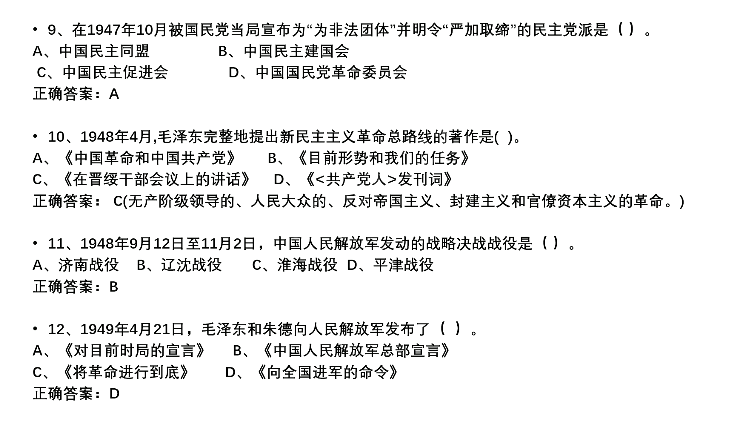 • 9、在1947年10月被国民党当局宣布为“为非法团体”并明令“严加取缔”的民主党派是（ ）。
A、中国民主同盟 B、中国民主建国会
C、中国民主促进会 D、中国国民党革命委员会
正确答案：A
• 10、1948年4月,毛泽东完整地提出新民主主义革命总路线的著作是( )。
A、《中国革命和中国共产党》 B、《目前形势和我们的任务》
C、《在晋绥干部会议上的讲话》 D、《<共产党人>发刊词》
正确答案： C(无产阶级领导的、人民大众的、反对帝国主义、封建主义和官僚资本主义的革命。)
• 11、1948年9月12日至11月2日，中国人民解放军发动的战略决战战役是（ ）。
A、济南战役 B、辽沈战役 C、淮海战役 D、平津战役
正确答案：B
• 12、1949年4月21日，毛泽东和朱德向人民解放军发布了（ ）。
A、《对目前时局的宣言》 B、《中国人民解放军总部宣言》
C、《将革命进行到底》 D、《向全国进军的命令》
正确答案：D